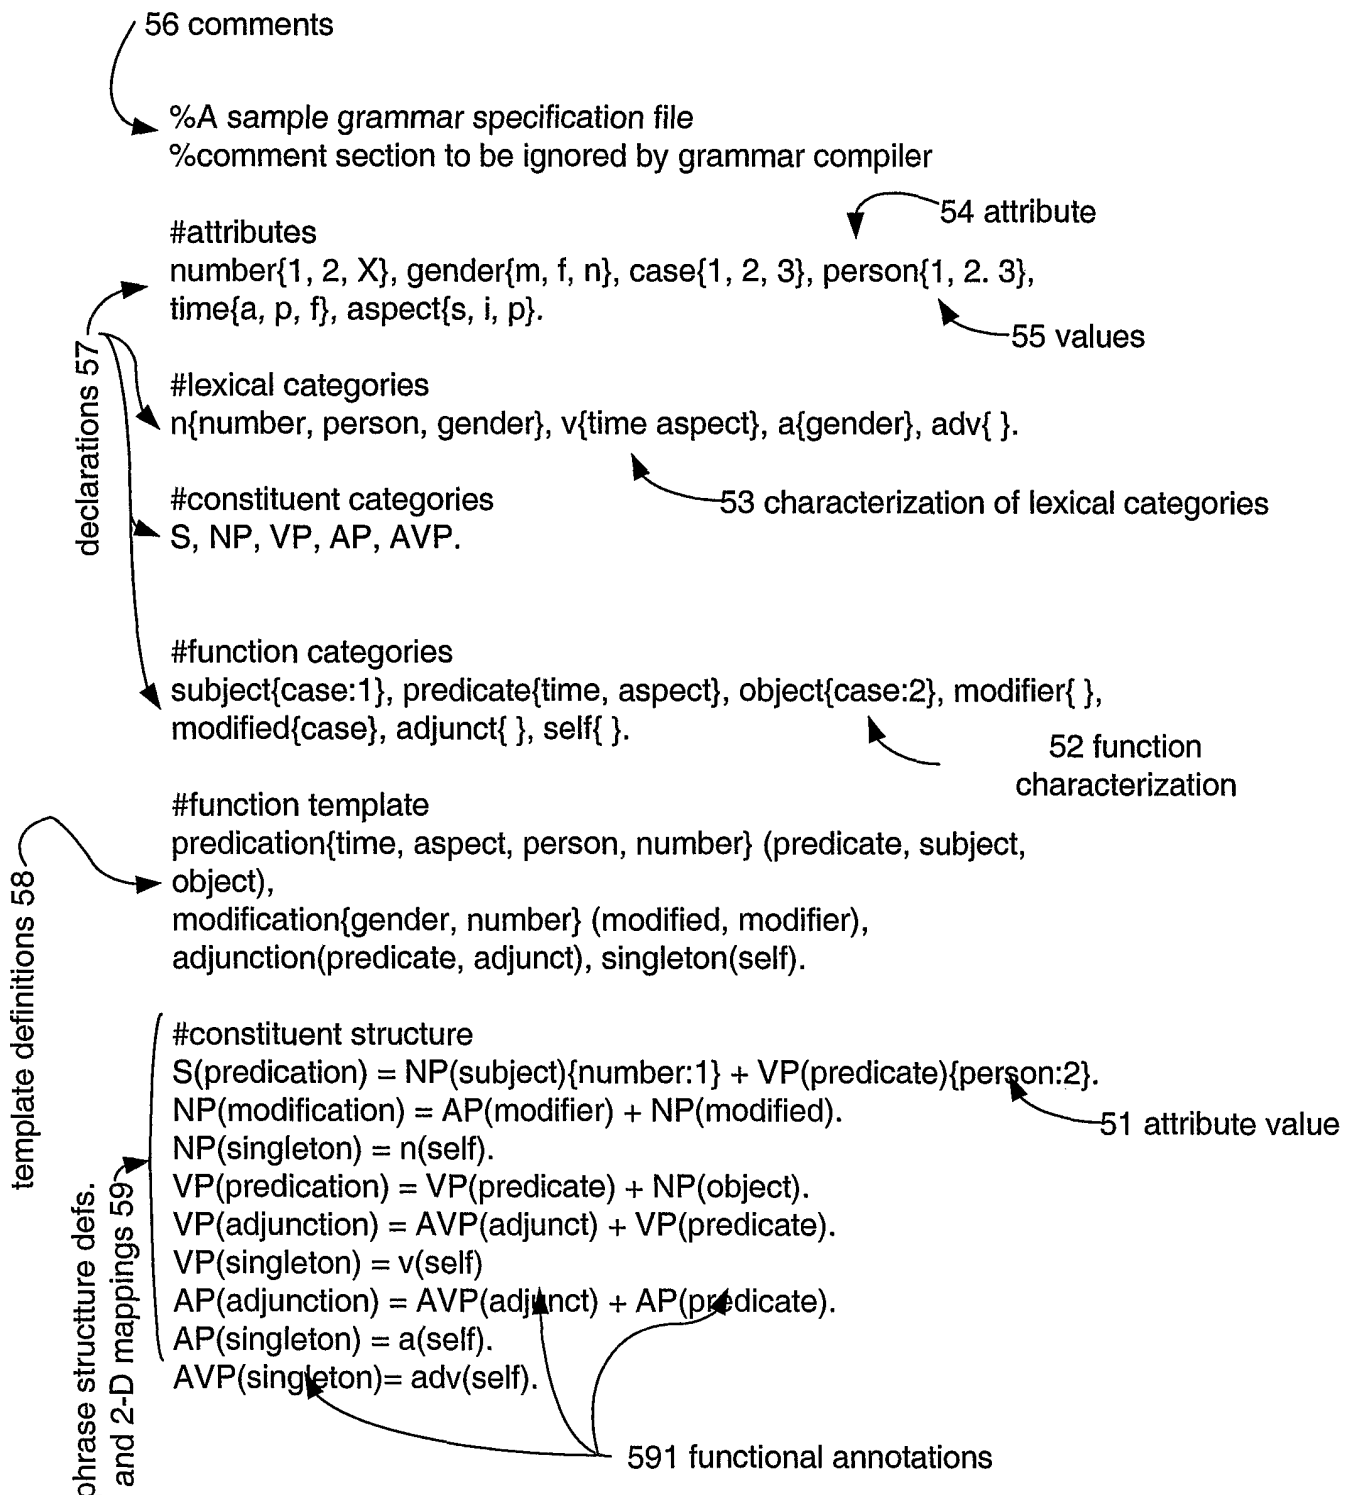 56 comments
%A sample grammar specification file
%comment section to be ignored by grammar compiler
54 attribute
#attributes
number{1, 2, X}, gender{m, f, n}, case{1, 2, 3}, person{1, 2. 3},
time{a, p, f}, aspect{s, i, p}.
55 values
declarations 57
#lexical categories
n{number, person, gender}, v{time aspect}, a{gender}, adv{ }.
53 characterization of lexical categories
#constituent categories
S, NP, VP, AP, AVP.
#function categories
subject{case:1}, predicate{time, aspect}, object{case:2}, modifier{ },
modified{case}, adjunct{ }, self{ }.
52 function
characterization
template definitions 58
#function template
predication{time, aspect, person, number} (predicate, subject,
object),
modification{gender, number} (modified, modifier),
adjunction(predicate, adjunct), singleton(self).
phrase structure defs.
and 2-D mappings 59
#constituent structure
S(predication) = NP(subject){number:1} + VP(predicate){person:2}.
NP(modification) = AP(modifier) + NP(modified).
51 attribute value
NP(singleton) = n(self).
VP(predication) = VP(predicate) + NP(object).
VP(adjunction) = AVP(adjunct) + VP(predicate).
VP(singleton) = v(self)
AP(adjunction) = AVP(adjunct) + AP(predicate).
AP(singleton) = a(self).
AVP(singleton)= adv(self).
591 functional annotations